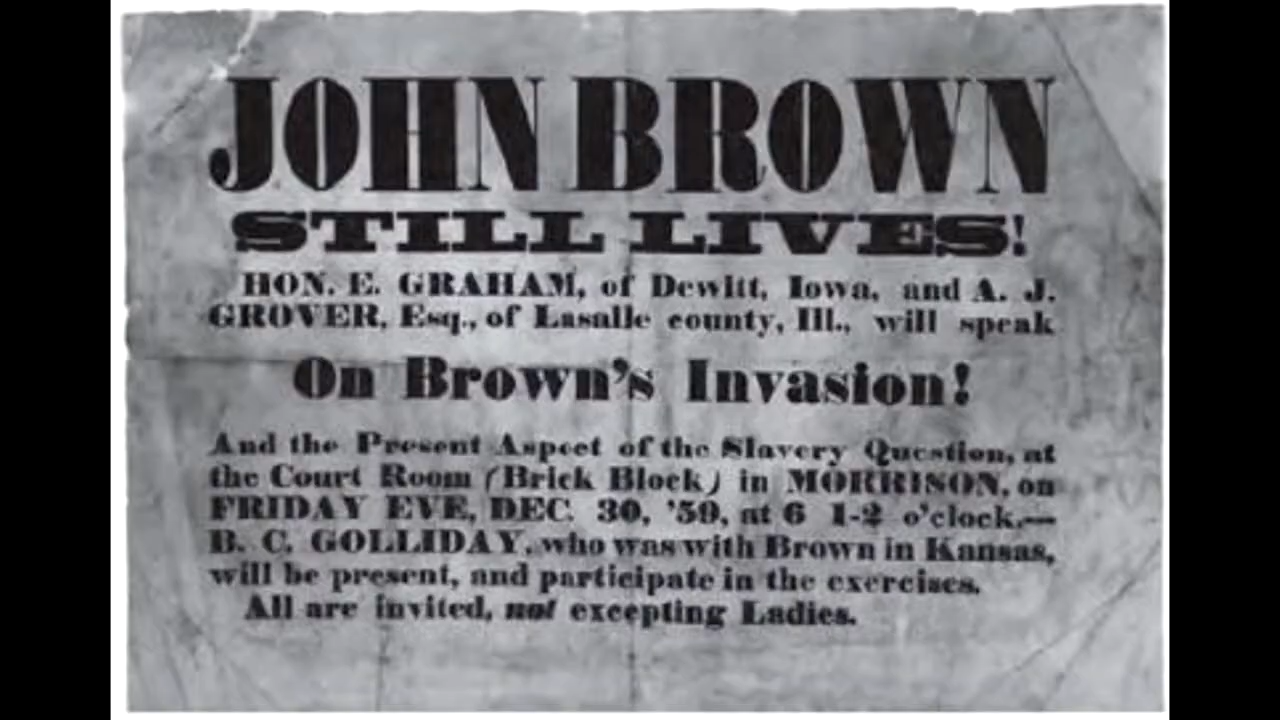 JOHN BROWN
STILL LIVES!
HON. E. GRAHAM, of Dewitt, Iowa, and A. J.
GROVER, Esq., of Lasalle county, Ill., will speak
On Brown's Invasion!
And the Present Aspect of the Slavery Question, at
the Court Room (Brick Block) in MORRISON, on
FRIDAY EVE, DEC. 30, '59, at 6 1-2 o'clock.—
B. C. GOLLIDAY, who was with Brown in Kansas,
will be present, and participate in the exercises.
All are invited, not excepting Ladies.